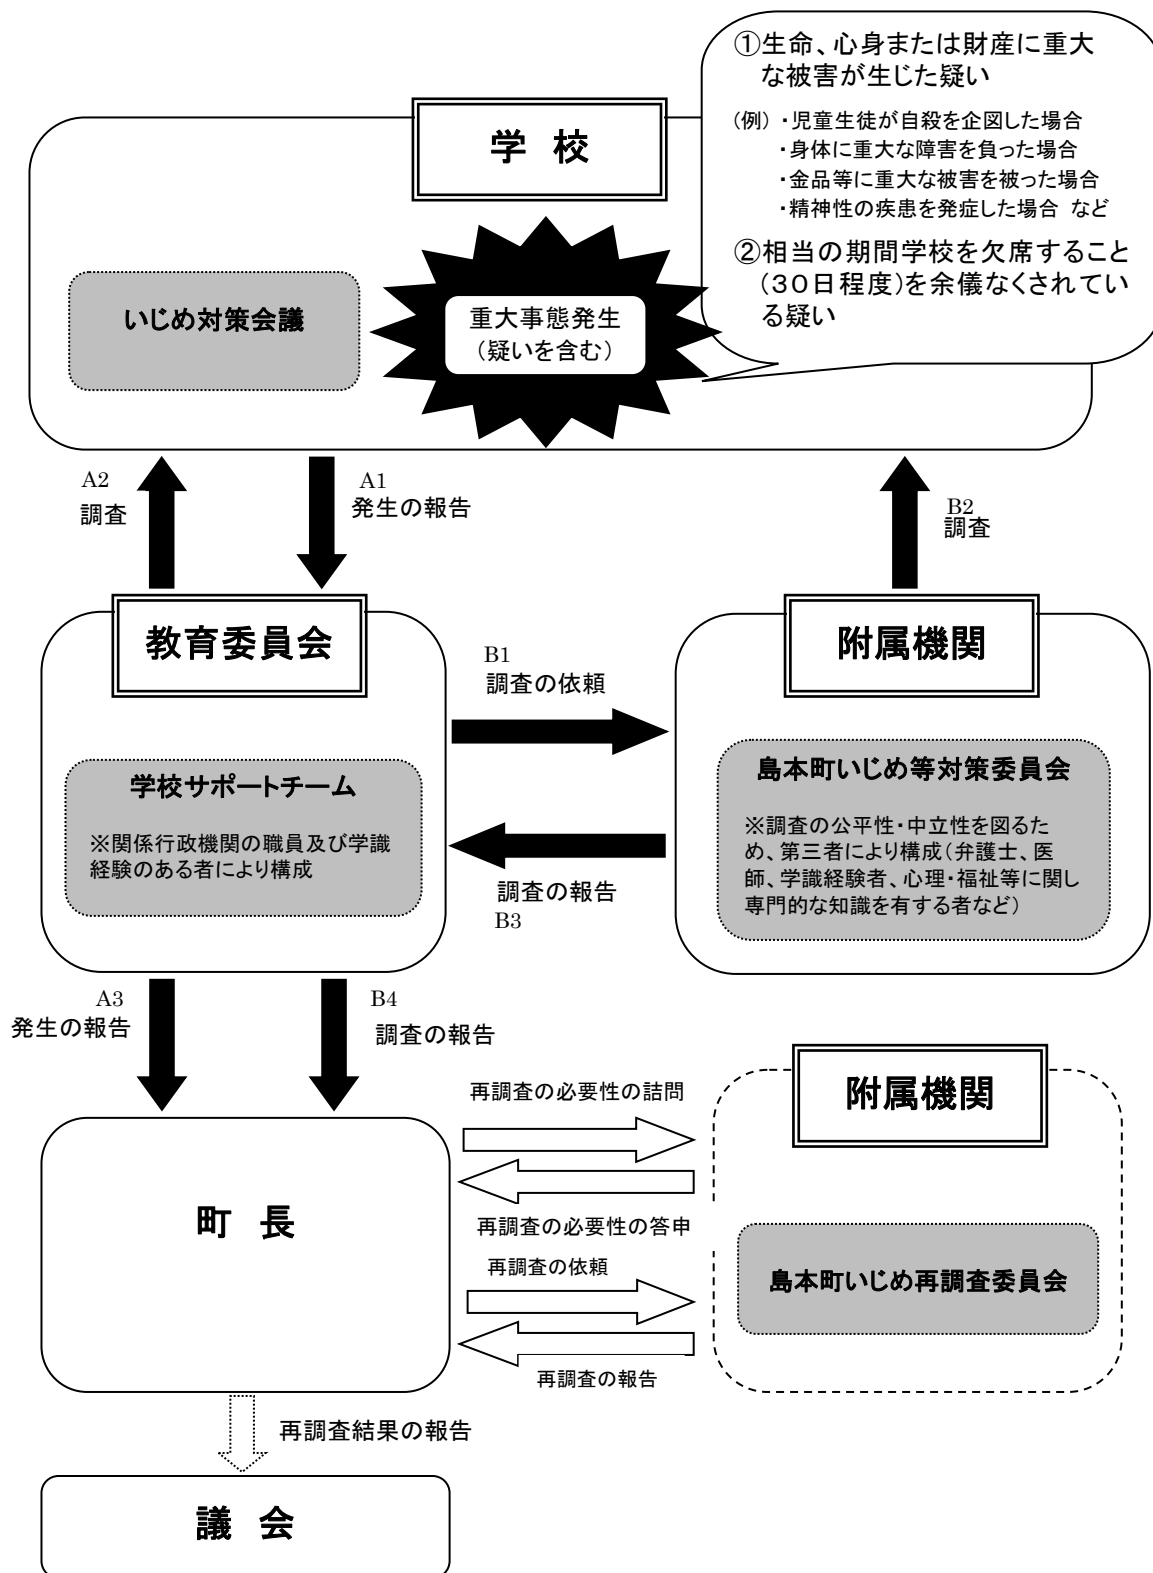 ①生命、心身または財産に重大
な被害が生じた疑い
(例) ・児童生徒が自殺を企図した場合
・身体に重大な障害を負った場合
・金品等に重大な被害を被った場合
・精神性の疾患を発症した場合 など
②相当の期間学校を欠席すること
(30日程度)を余儀なくされてい
る疑い
学 校
いじめ対策会議
重大事態発生
(疑いを含む)
A2
調査
A1
発生の報告
B2
調査
教育委員会
学校サポートチーム
※関係行政機関の職員及び学識
経験のある者により構成
B1
調査の依頼
調査の報告
B3
附属機関
島本町いじめ等対策委員会
※調査の公平性・中立性を図るた
め、第三者により構成(弁護士、医
師、学識経験者、心理・福祉等に関し
専門的な知識を有する者など)
A3
発生の報告
B4
調査の報告
町 長
再調査の必要性の詰問
再調査の必要性の答申
再調査の依頼
再調査の報告
附属機関
島本町いじめ再調査委員会
再調査結果の報告
議 会